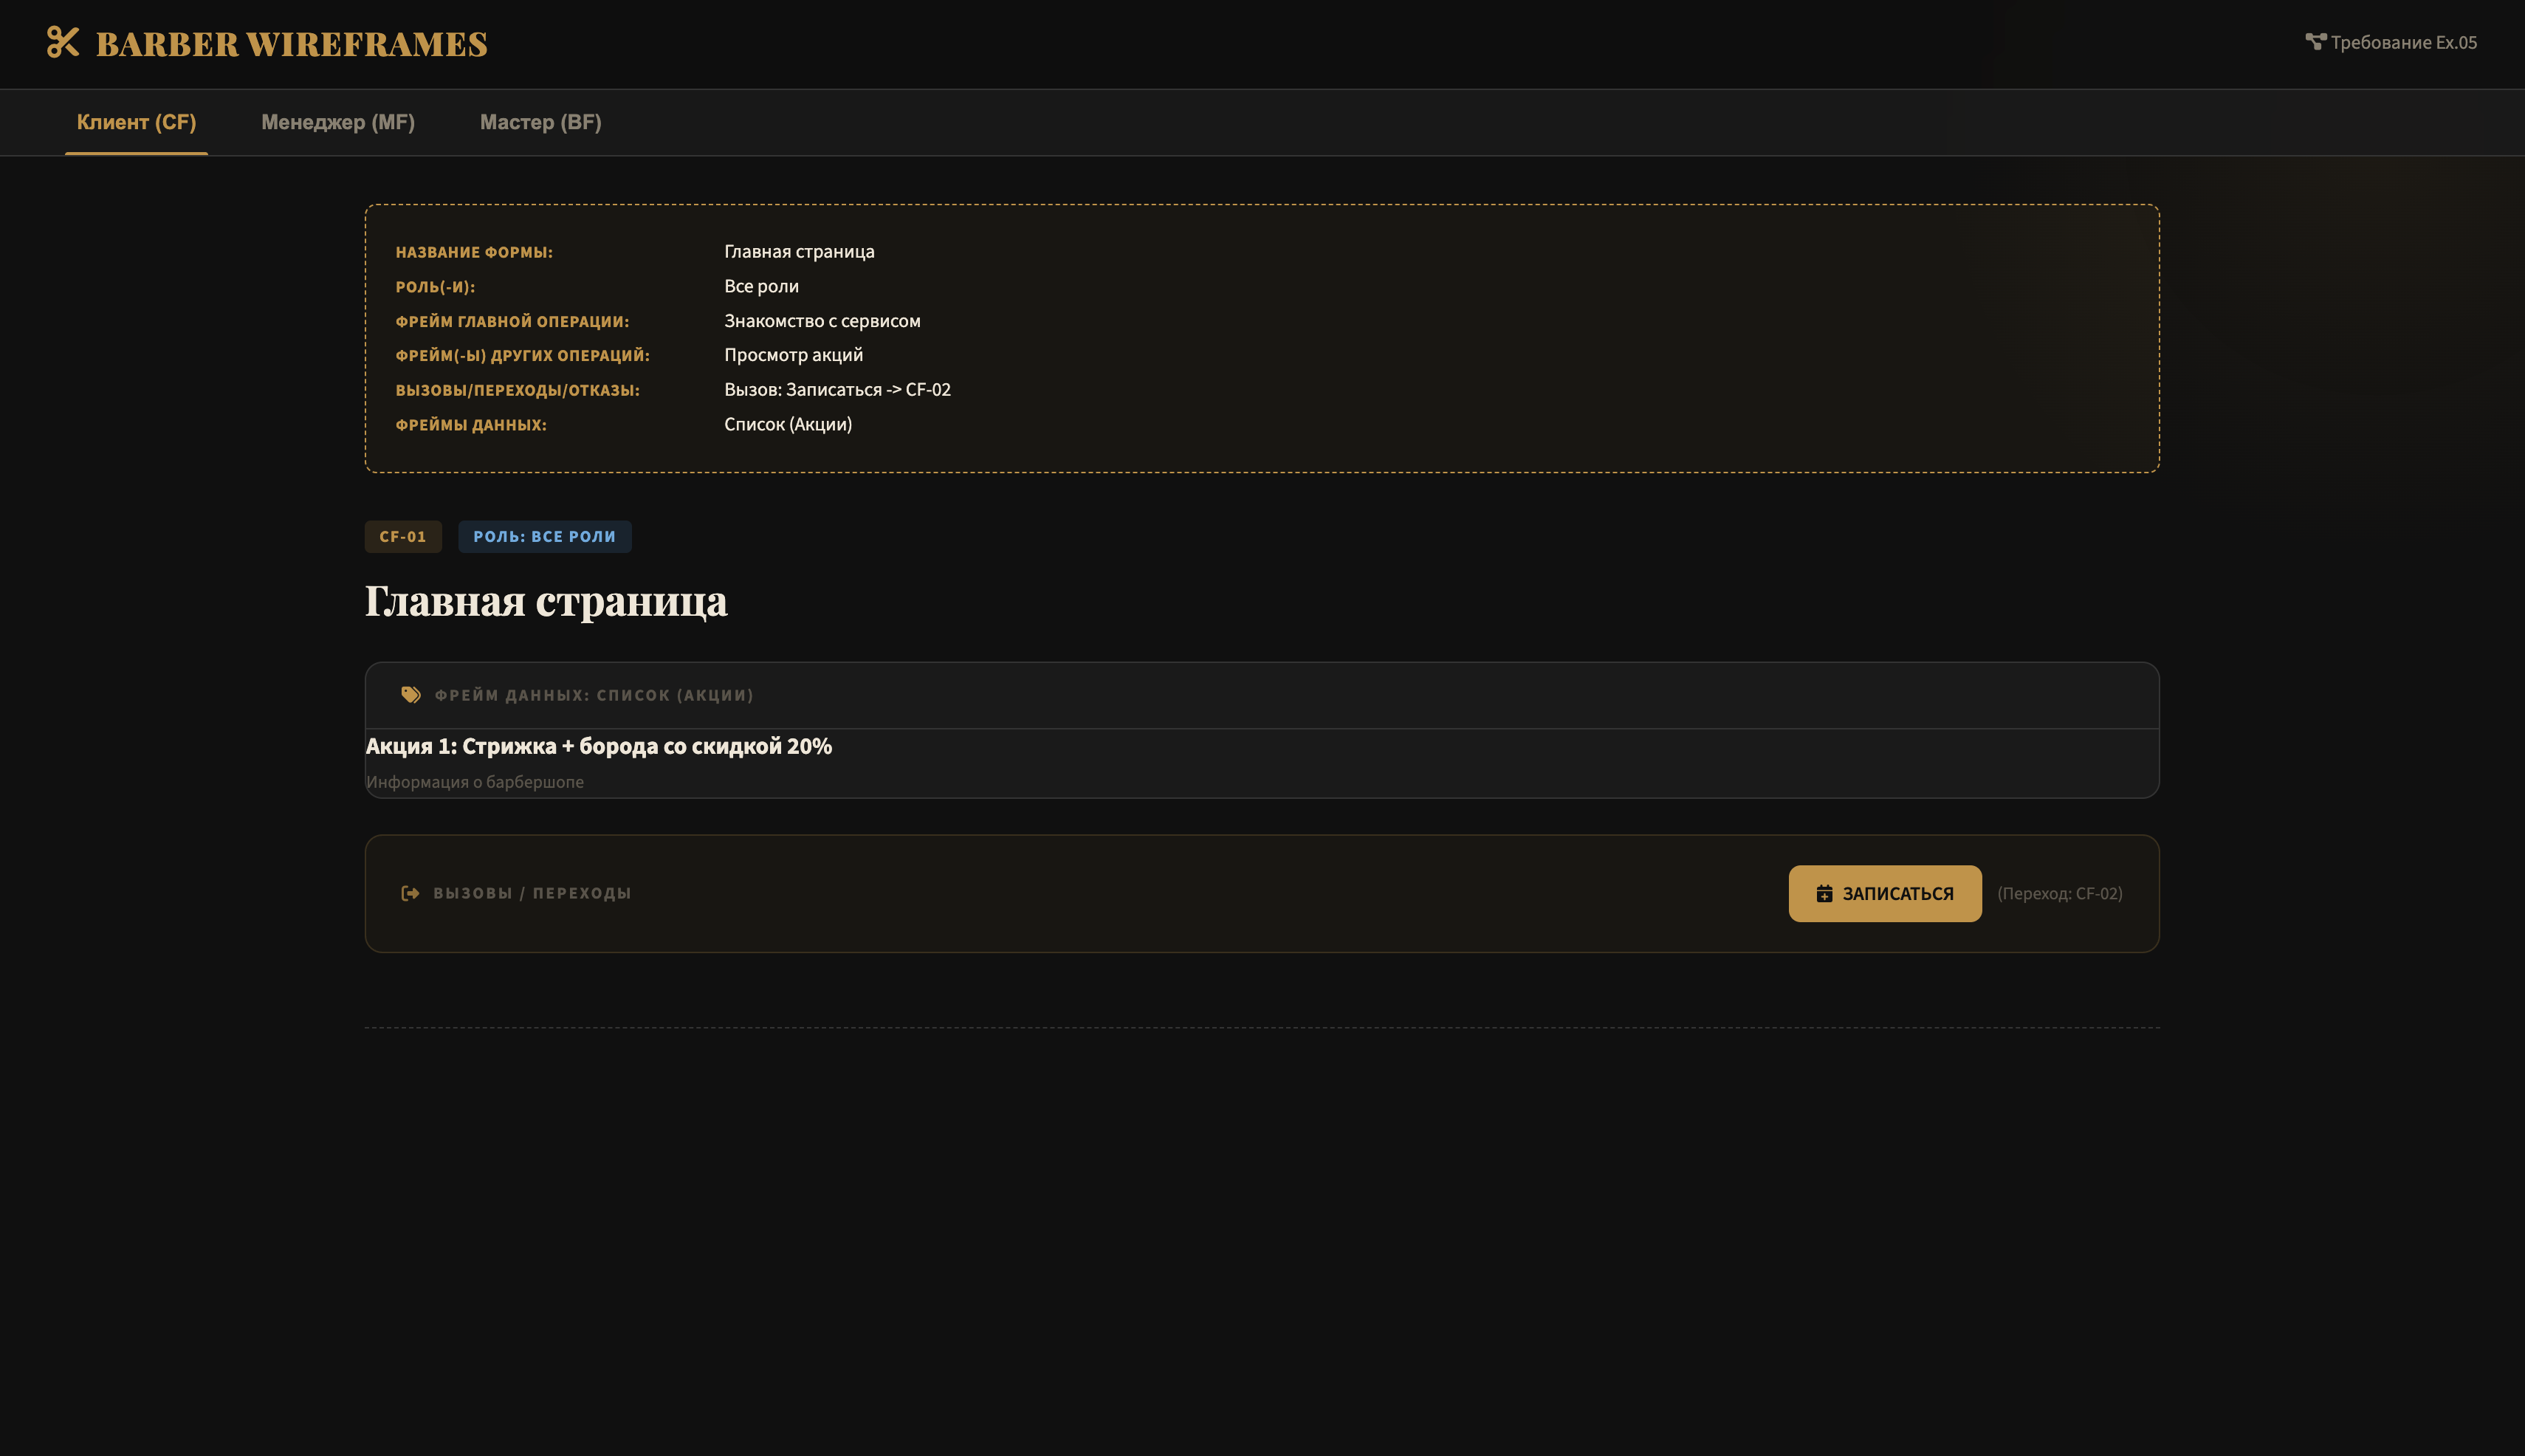 BARBER WIREFRAMES
Требование Ex.05
Клиент (CF) Менеджер (MF) Мастер (BF)
НАЗВАНИЕ ФОРМЫ: Главная страница
РОЛЬ(-И): Все роли
ФРЕЙМ ГЛАВНОЙ ОПЕРАЦИИ: Знакомство с сервисом
ФРЕЙМ(-Ы) ДРУГИХ ОПЕРАЦИЙ: Просмотр акций
ВЫЗОВЫ/ПЕРЕХОДЫ/ОТКАЗЫ: Вызов: Записаться -> CF-02
ФРЕЙМЫ ДАННЫХ: Список (Акции)
CF-01 РОЛЬ: ВСЕ РОЛИ
Главная страница
ФРЕЙМ ДАННЫХ: СПИСОК (АКЦИИ)
Акция 1: Стрижка + борода со скидкой 20%
Информация о барбершопе
ВЫЗОВЫ / ПЕРЕХОДЫ ЗАПИСАТЬСЯ (Переход: CF-02)